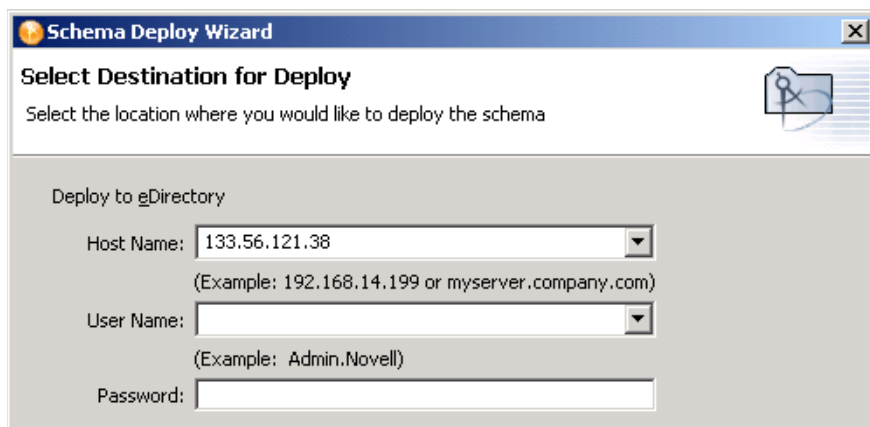 Schema Deploy Wizard
Select Destination for Deploy
Select the location where you would like to deploy the schema
Deploy to eDirectory
Host Name: 133.56.121.38
(Example: 192.168.14.199 or myserver.company.com)
User Name:
(Example: Admin.Novell)
Password: